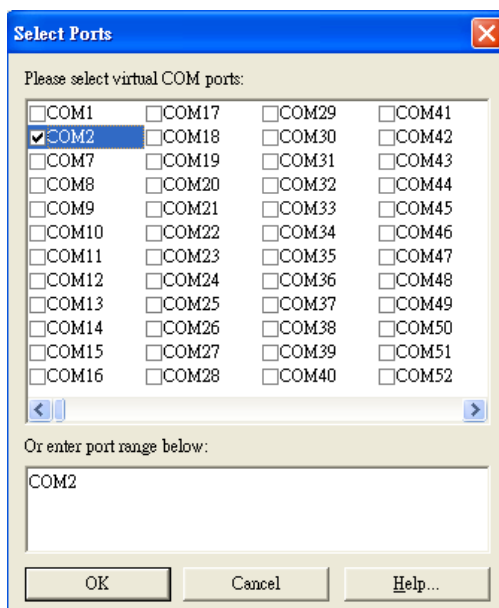 Select Ports
Please select virtual COM ports:
COM1 COM17 COM29 COM41
COM2 COM18 COM30 COM42
COM7 COM19 COM31 COM43
COM8 COM20 COM32 COM44
COM9 COM21 COM33 COM45
COM10 COM22 COM34 COM46
COM11 COM23 COM35 COM47
COM12 COM24 COM36 COM48
COM13 COM25 COM37 COM49
COM14 COM26 COM38 COM50
COM15 COM27 COM39 COM51
COM16 COM28 COM40 COM52
Or enter port range below:
COM2
OK Cancel Help...